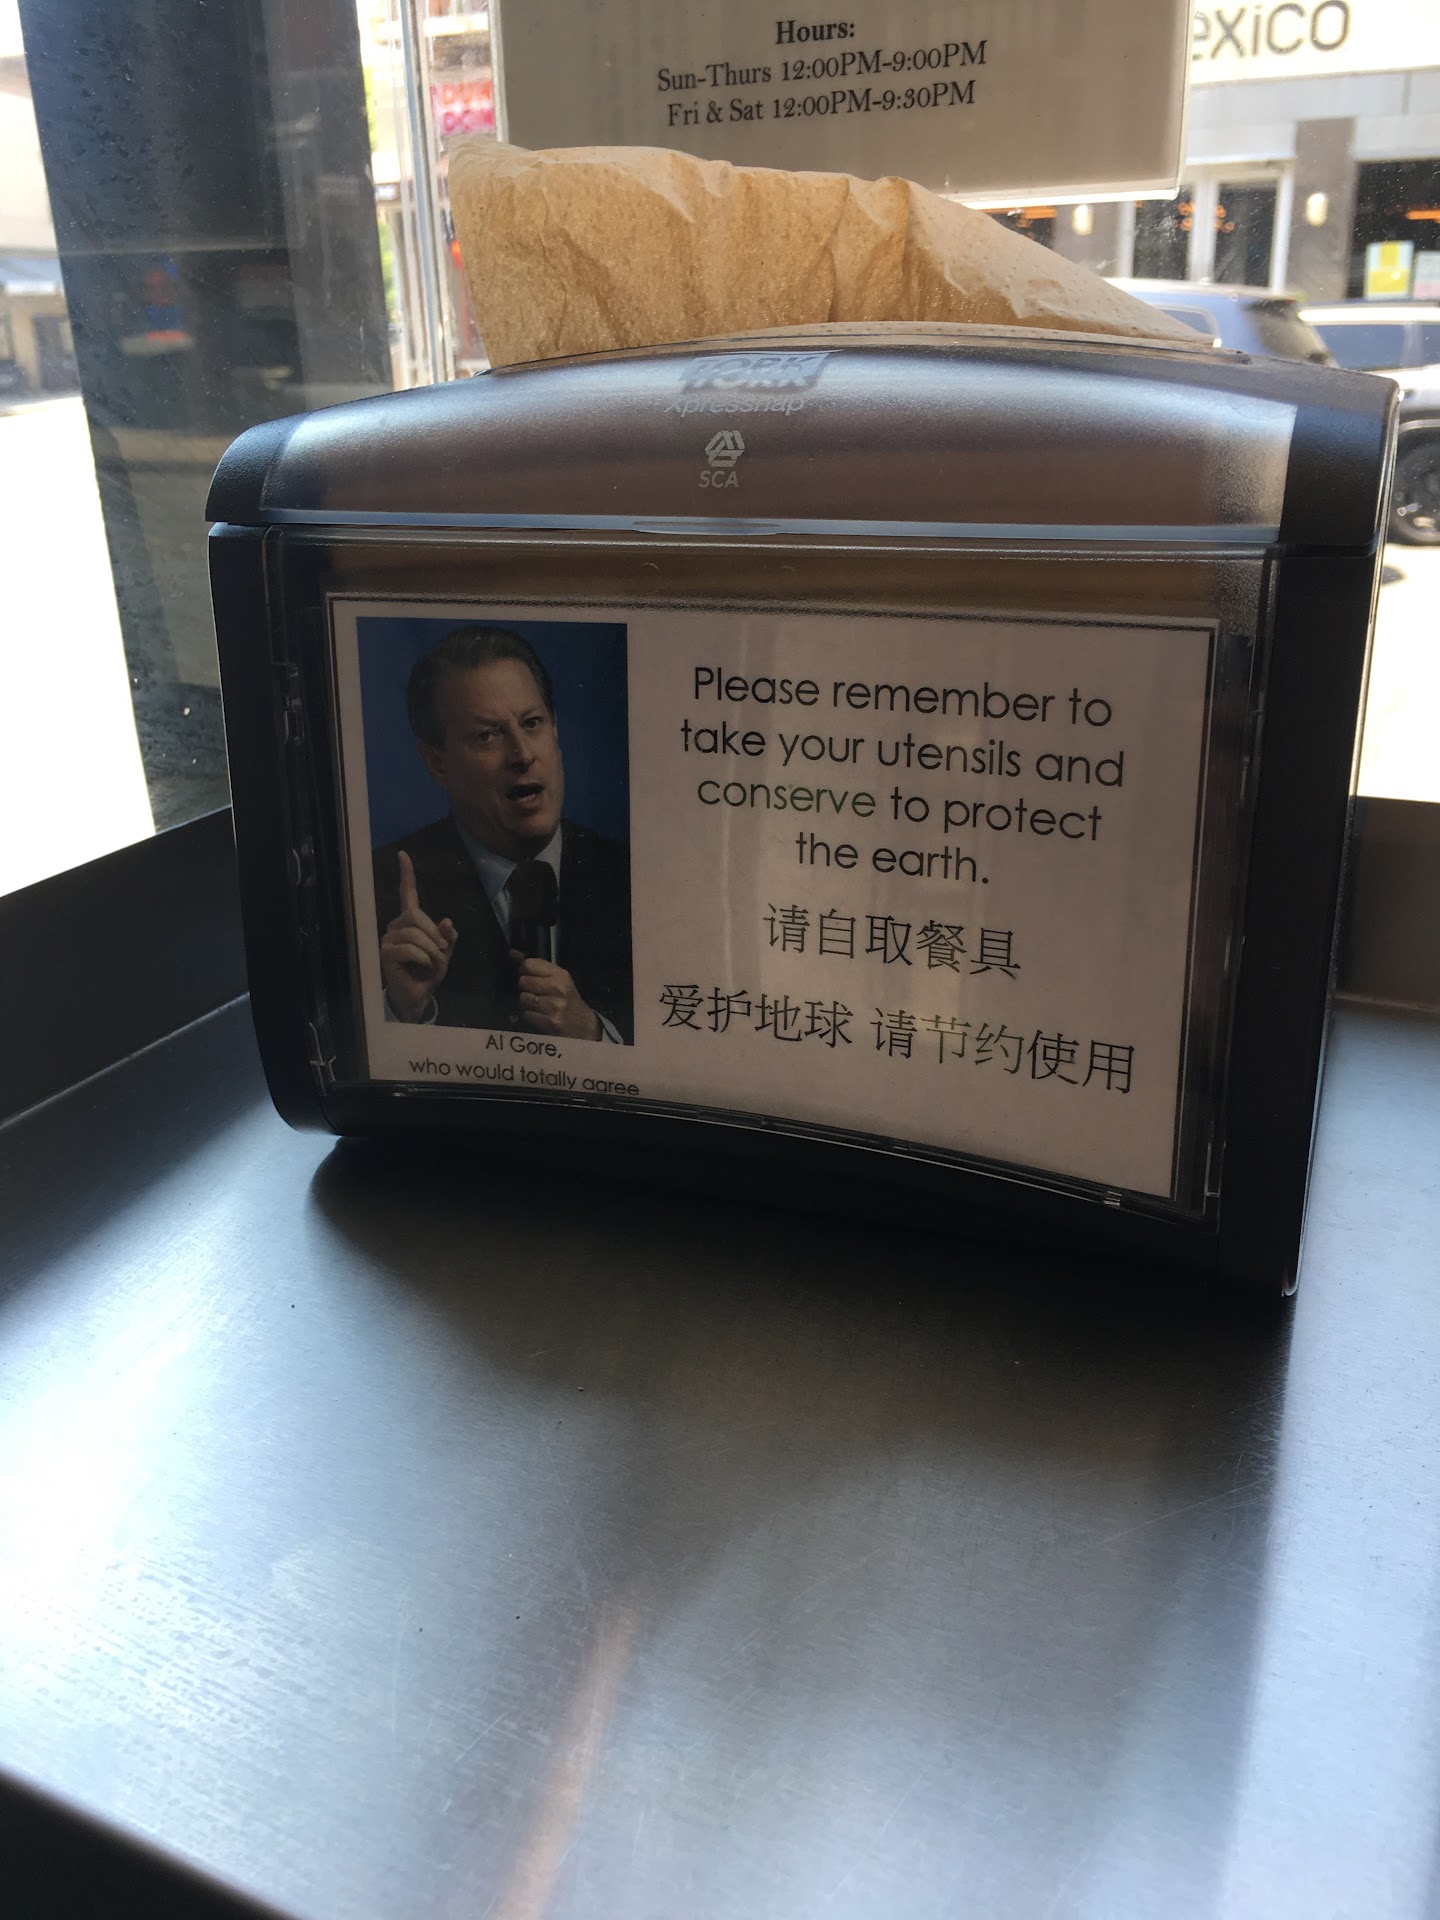 Hours:
Sun-Thurs 12:00PM-9:00PM
Fri & Sat 12:00PM-9:30PM
exico
TORK
Xpressnap
SCA
Please remember to
take your utensils and
conserve to protect
the earth.
请自取餐具
爱护地球 请节约使用
Al Gore,
who would totally agree